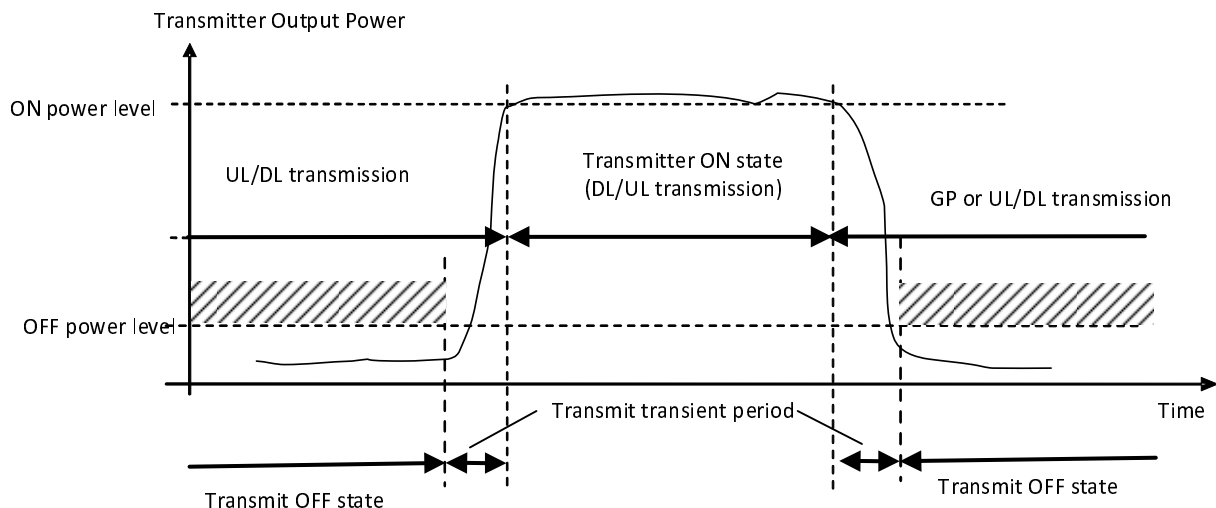 Transmitter Output Power
ON power level
UL/DL transmission
Transmitter ON state
(DL/UL transmission)
GP or UL/DL transmission
OFF power level
Transmit transient period
Time
Transmit OFF state
Transmit OFF state